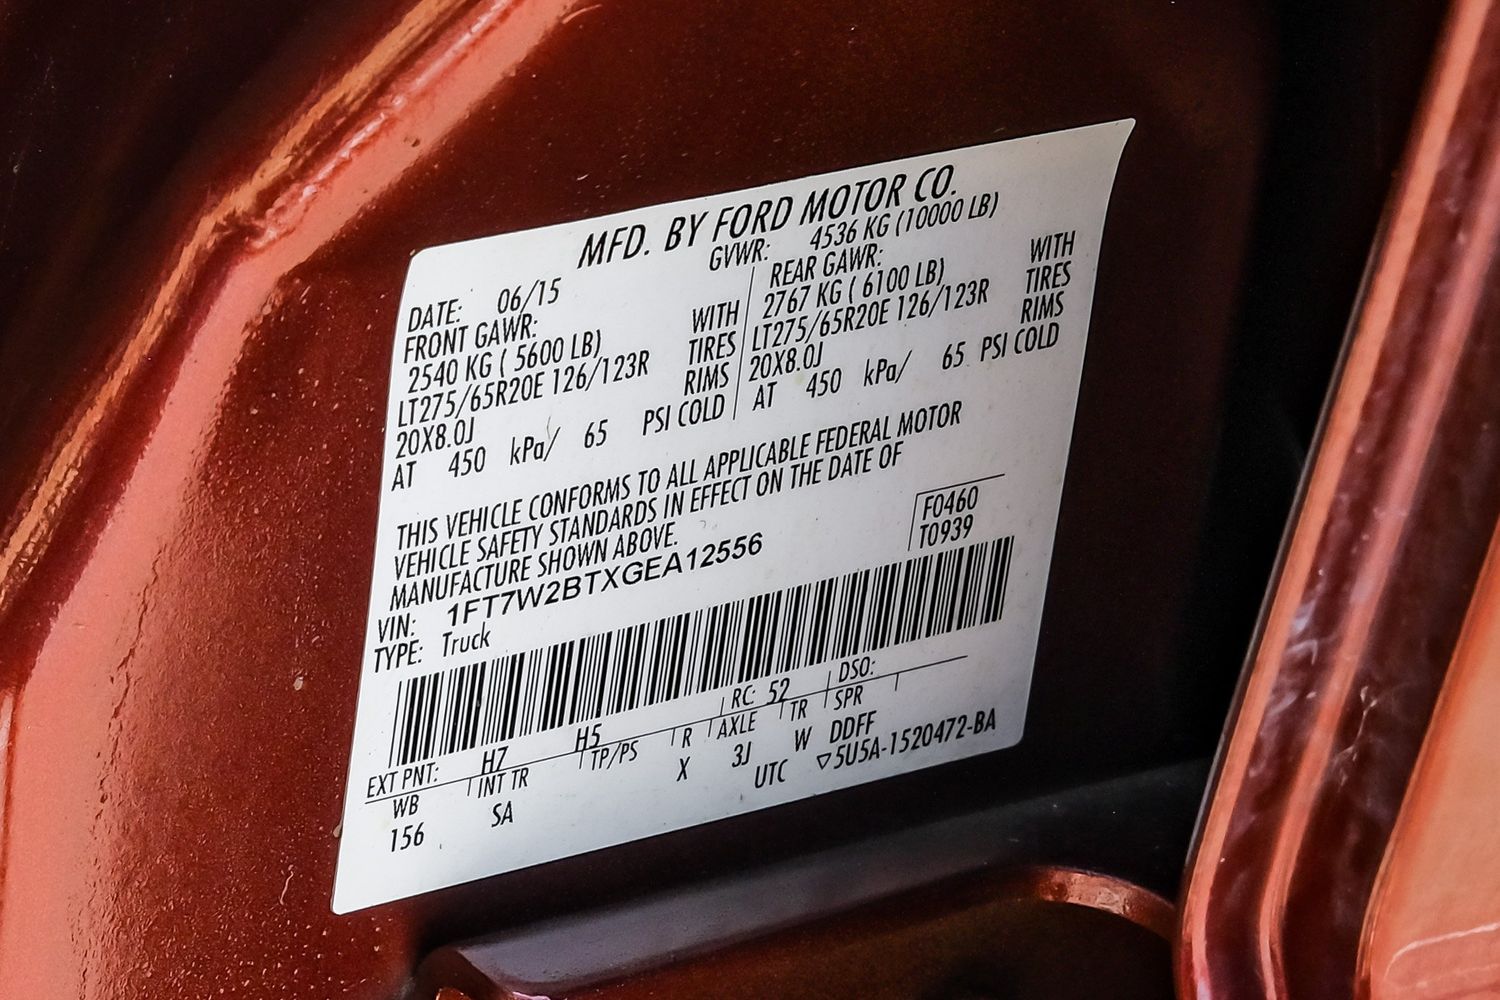 MFD. BY FORD MOTOR CO.
DATE: 06/15 GVWR: 4536 KG (10000 LB)
FRONT GAWR:
2540 KG ( 5600 LB) WITH
LT275/65R20E 126/123R TIRES
20X8.0J RIMS
AT 450 kPa/ 65 PSI COLD
REAR GAWR:
2767 KG ( 6100 LB) WITH
LT275/65R20E 126/123R TIRES
20X8.0J RIMS
AT 450 kPa/ 65 PSI COLD
THIS VEHICLE CONFORMS TO ALL APPLICABLE FEDERAL MOTOR
VEHICLE SAFETY STANDARDS IN EFFECT ON THE DATE OF
MANUFACTURE SHOWN ABOVE.
F0460
T0939
VIN: 1FT7W2BTXGEA12556
TYPE: Truck
EXT PNT: H7 H5 RC: 52 DSO:
WB INT TR TP/PS R AXLE TR SPR
156 SA X 3J W DDFF
UTC ▽5U5A-1520472-BA